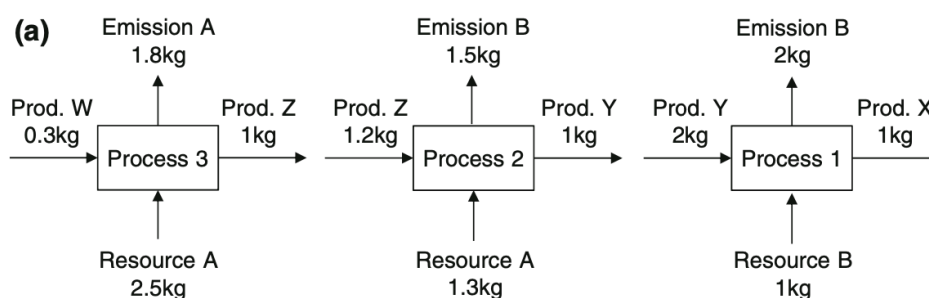 (a)
Emission A
1.8kg
Emission B
1.5kg
Emission B
2kg
Prod. W
0.3kg
Prod. Z
1kg
Prod. Z
1.2kg
Prod. Y
1kg
Prod. Y
2kg
Prod. X
1kg
Process 3
Process 2
Process 1
Resource A
2.5kg
Resource A
1.3kg
Resource B
1kg